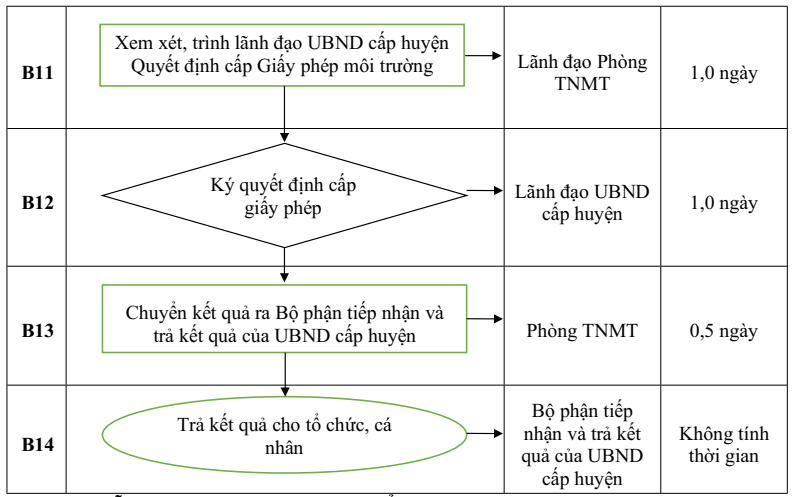 B11
Xem xét, trình lãnh đạo UBND cấp huyện
Quyết định cấp Giấy phép môi trường
Lãnh đạo Phòng
TNMT
1,0 ngày
B12
Ký quyết định cấp
giấy phép
Lãnh đạo UBND
cấp huyện
1,0 ngày
B13
Chuyển kết quả ra Bộ phận tiếp nhận và
trả kết quả của UBND cấp huyện
Phòng TNMT
0,5 ngày
B14
Trả kết quả cho tổ chức, cá
nhân
Bộ phận tiếp
nhận và trả kết
quả của UBND
cấp huyện
Không tính
thời gian